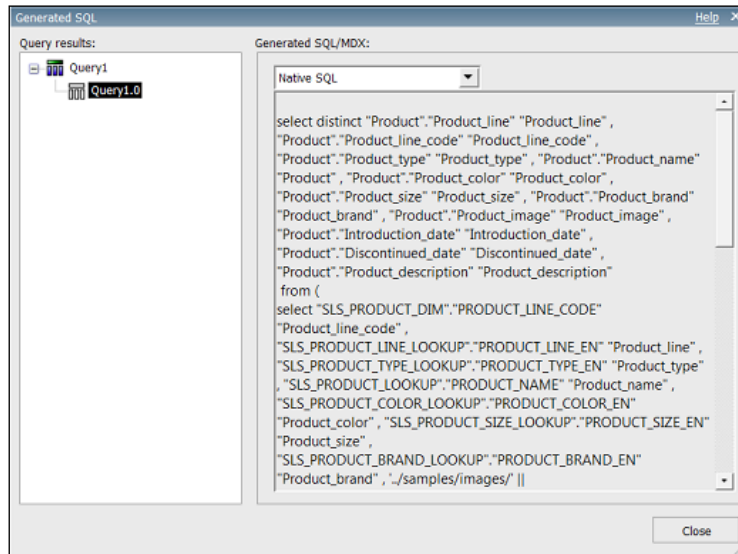 Generated SQL
Help X
Query results:
Generated SQL/MDX:
Query1
Query1.0
Native SQL
select distinct "Product"."Product_line" "Product_line" ,
"Product"."Product_line_code" "Product_line_code" ,
"Product"."Product_type" "Product_type" , "Product"."Product_name"
"Product" , "Product"."Product_color" "Product_color" ,
"Product"."Product_size" "Product_size" , "Product"."Product_brand"
"Product_brand" , "Product"."Product_image" "Product_image" ,
"Product"."Introduction_date" "Introduction_date" ,
"Product"."Discontinued_date" "Discontinued_date" ,
"Product"."Product_description" "Product_description"
from (
select "SLS_PRODUCT_DIM"."PRODUCT_LINE_CODE"
"Product_line_code" ,
"SLS_PRODUCT_LINE_LOOKUP"."PRODUCT_LINE_EN" "Product_line" ,
"SLS_PRODUCT_TYPE_LOOKUP"."PRODUCT_TYPE_EN" "Product_type"
, "SLS_PRODUCT_LOOKUP"."PRODUCT_NAME" "Product_name" ,
"SLS_PRODUCT_COLOR_LOOKUP"."PRODUCT_COLOR_EN"
"Product_color" , "SLS_PRODUCT_SIZE_LOOKUP"."PRODUCT_SIZE_EN"
"Product_size" ,
"SLS_PRODUCT_BRAND_LOOKUP"."PRODUCT_BRAND_EN"
"Product_brand" , '../samples/images/' ||
Close